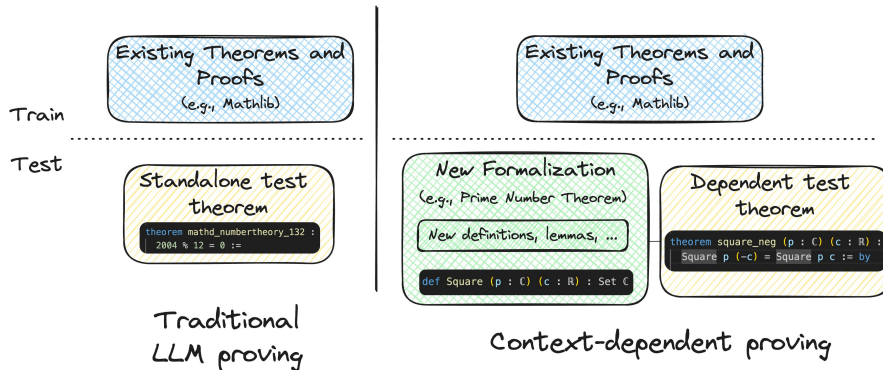 Existing Theorems and
Proofs
(e.g., Mathlib)
Existing Theorems and
Proofs
(e.g., Mathlib)
Train
Test
Standalone test
theorem
theorem mathd_numbertheory_132 :
2004 % 12 = 0 :=
New Formalization
(e.g., Prime Number Theorem)
New definitions, lemmas, ...
def Square (p : ℂ) (c : ℝ) : Set ℂ
Dependent test
theorem
theorem square_neg (p : ℂ) (c : ℝ) :
Square p (-c) = Square p c := by
Traditional
LLM proving
Context-dependent proving